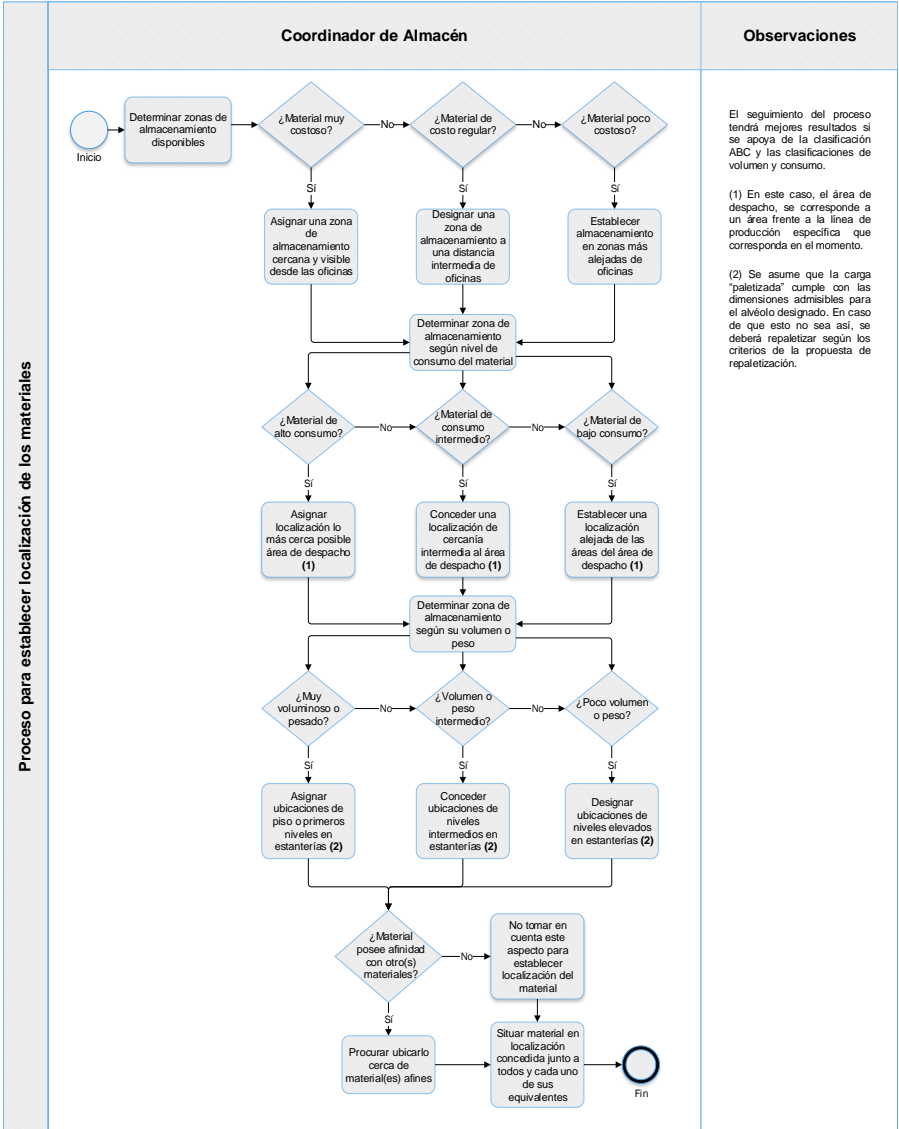 Coordinador de Almacén
Observaciones
Proceso para establecer localización de los materiales
Inicio
Determinar zonas de
almacenamiento
disponibles
¿Material muy
costoso?
No
¿Material de
costo regular?
No
¿Material poco
costoso?
Sí
Sí
Sí
Asignar una zona
de
almacenamiento
cercana y visible
desde las oficinas
Designar una
zona de
almacenamiento a
una distancia
intermedia de
oficinas
Establecer
almacenamiento
en zonas más
alejadas de
oficinas
Determinar zona de
almacenamiento
según nivel de
consumo del material
¿Material de
alto consumo?
No
¿Material de
consumo
intermedio?
No
¿Material de
bajo consumo?
Sí
Sí
Sí
Asignar
localización lo
más cerca posible
área de despacho
(1)
Conceder una
localización de
cercanía
intermedia al área
de despacho (1)
Establecer una
localización
alejada de las
áreas del área de
despacho (1)
Determinar zona de
almacenamiento
según su volumen o
peso
¿Muy
voluminoso o
pesado?
No
¿Volumen o
peso
intermedio?
No
¿Poco volumen
o peso?
Sí
Sí
Sí
Asignar
ubicaciones de
piso o primeros
niveles en
estanterías (2)
Conceder
ubicaciones de
niveles
intermedios en
estanterías (2)
Designar
ubicaciones de
niveles elevados
en estanterías (2)
¿Material
posee afinidad
con otro(s)
materiales?
No
No tomar en
cuenta este
aspecto para
establecer
localización del
material
Sí
Procurar ubicarlo
cerca de
material(es) afines
Situar material en
localización
concedida junto a
todos y cada uno
de sus
equivalentes
Fin
El seguimiento del proceso
tendrá mejores resultados si
se apoya de la clasificación
ABC y las clasificaciones de
volumen y consumo.
(1) En este caso, el área de
despacho, se corresponde a
un área frente a la línea de
producción específica que
corresponda en el momento.
(2) Se asume que la carga
"paletizada" cumple con las
dimensiones admisibles para
el alvéolo designado. En caso
de que esto no sea así, se
deberá repaletizar según los
criterios de la propuesta de
repaletización.